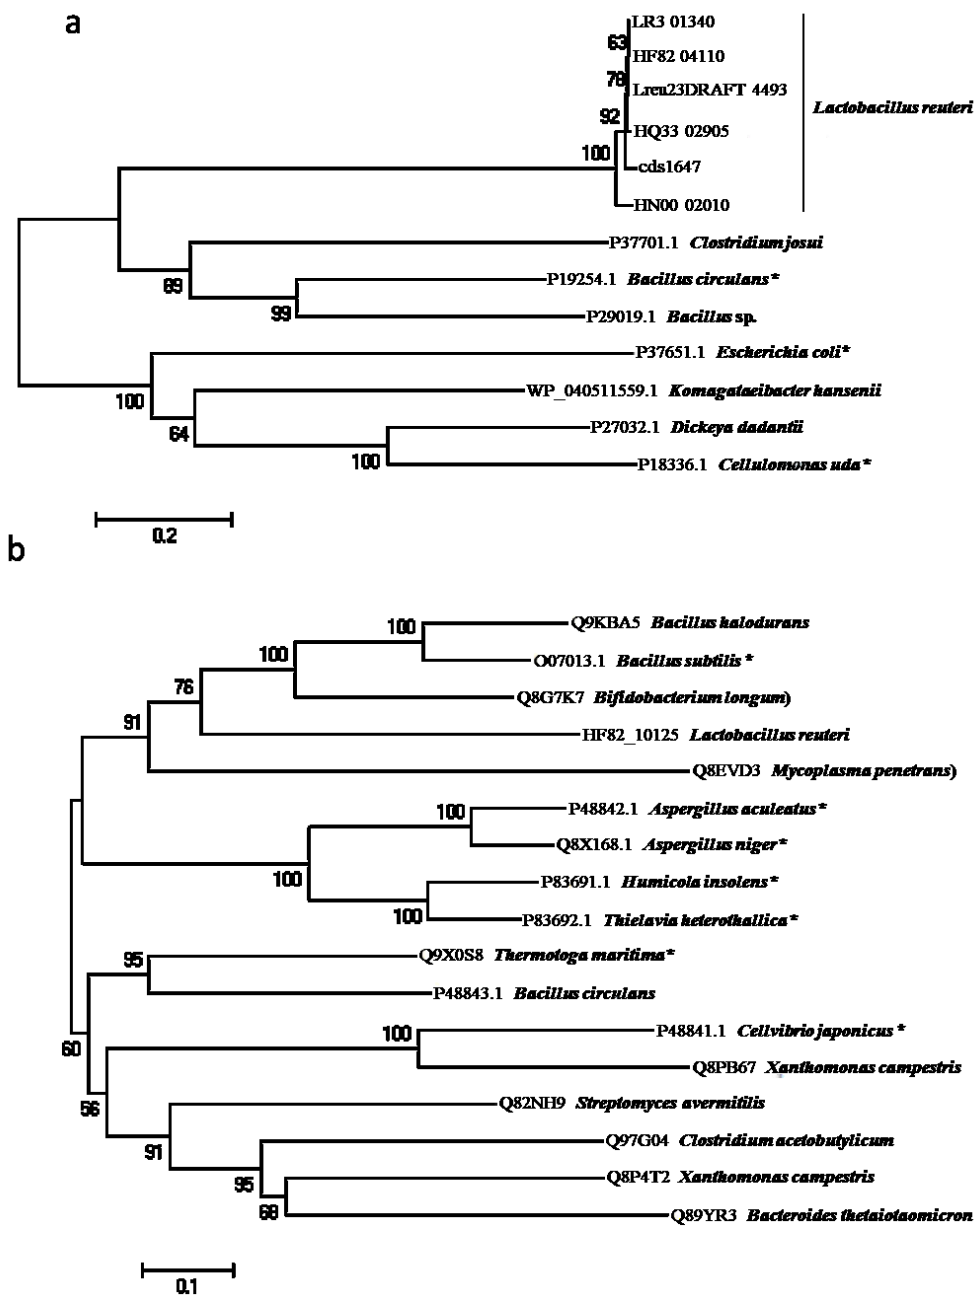 a
LR3 01340
63
HF82 04110
78
Lreu23DRAFT 4493
Lactobacillus reuteri
92
HQ33 02905
100
cds1647
HN00 02010
P37701.1 Clostridium josui
89
P19254.1 Bacillus circulans*
99
P29019.1 Bacillus sp.
P37651.1 Escherichia coli*
100
WP_040511559.1 Komagataeibacter hansenii
64
P27032.1 Dickeya dadantii
100
P18336.1 Cellulomonas uda*
0.2
b
100
Q9KBA5 Bacillus halodurans
100
O07013.1 Bacillus subtilis *
76
Q8G7K7 Bifidobacterium longum)
91
HF82_10125 Lactobacillus reuteri
Q8EVD3 Mycoplasma penetrans)
100
P48842.1 Aspergillus aculeatus*
Q8X168.1 Aspergillus niger*
100
P83691.1 Humicola insolens*
100
P83692.1 Thielavia heterothallica*
95
Q9X0S8 Thermotoga maritima*
P48843.1 Bacillus circulans
100
P48841.1 Cellvibrio japonicus *
60
Q8PB67 Xanthomonas campestris
56
Q82NH9 Streptomyces avermitilis
91
Q97G04 Clostridium acetobutylicum
95
Q8P4T2 Xanthomonas campestris
68
Q89YR3 Bacteroides thetaiotaomicron
0.1